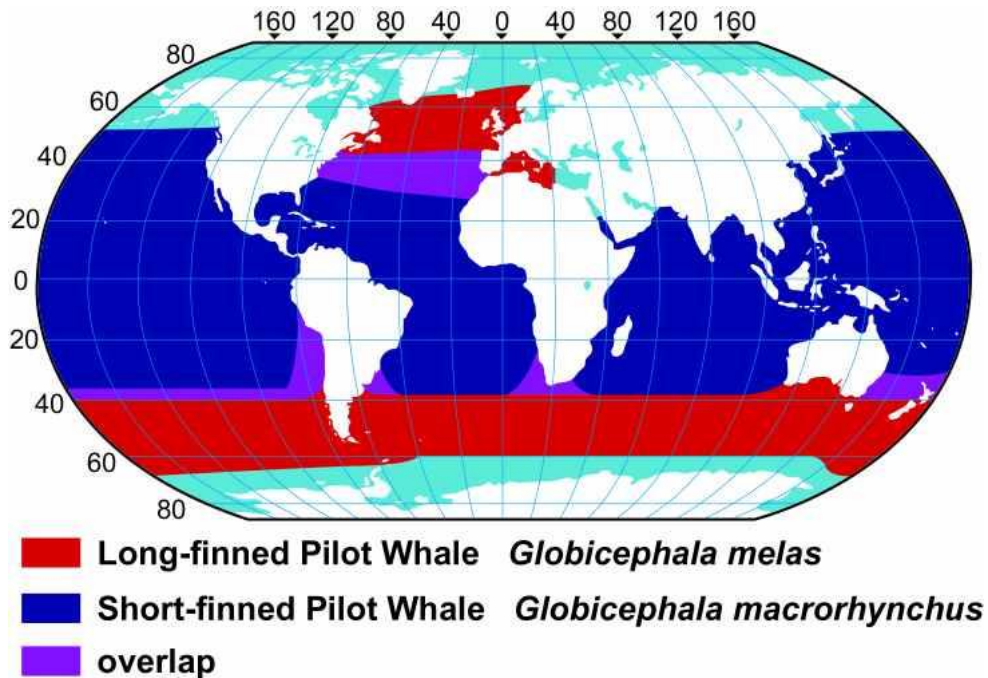 160 120 80 40 0 40 80 120 160
80
60
40
20
0
20
40
60
80
Long-finned Pilot Whale Globicephala melas
Short-finned Pilot Whale Globicephala macrorhynchus
overlap